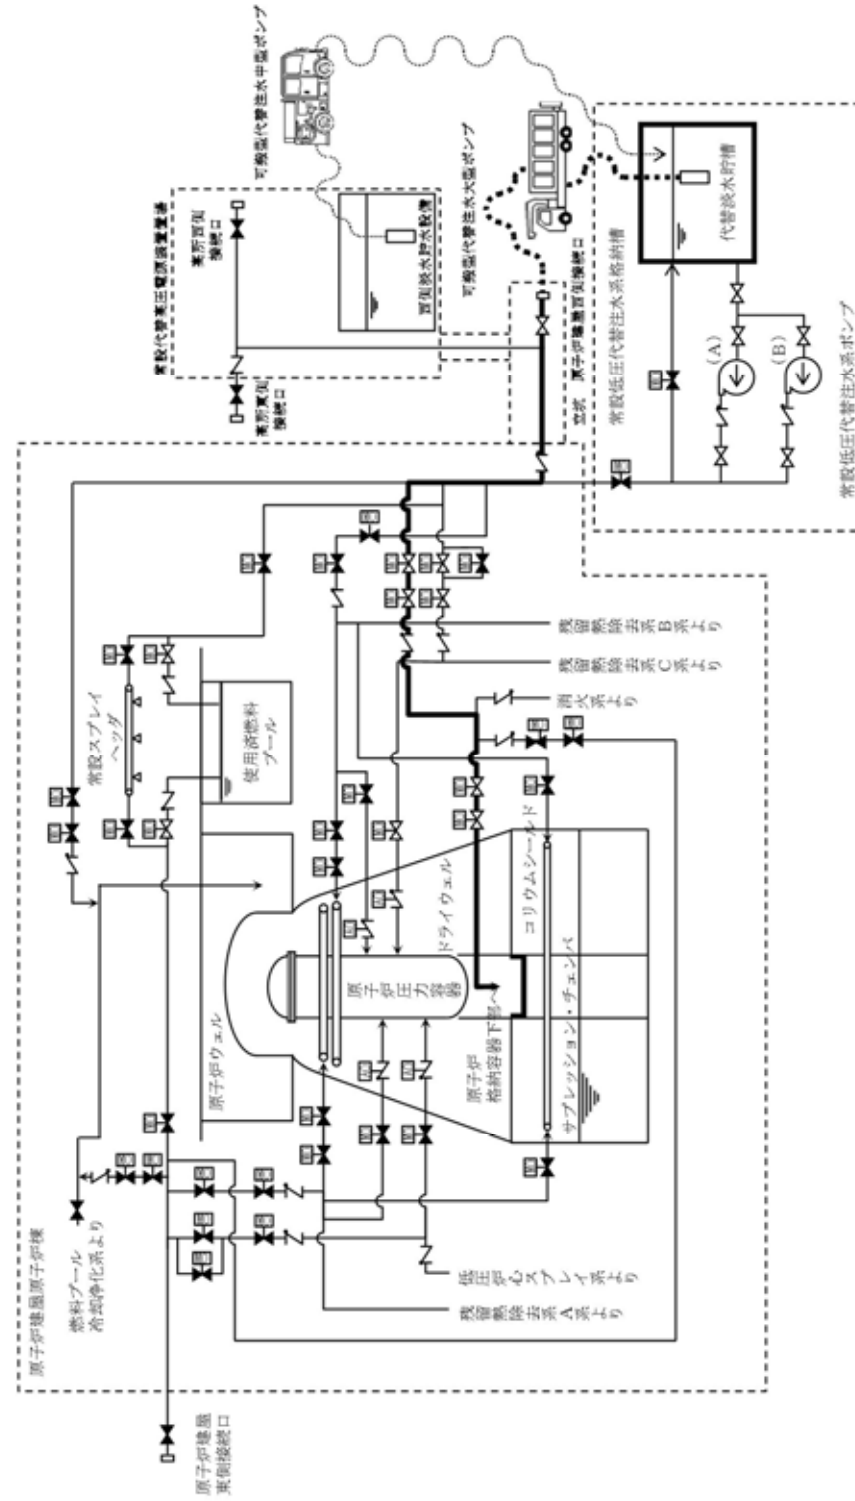 可搬型代替注水中型ポンプ
常設代替高圧電源装置置場
高所西側
接続口
西側淡水貯水設備
高所東側
接続口
可搬型代替注水大型ポンプ
原子炉建屋西側接続口
立坑
常設低圧代替注水系格納槽
代替淡水貯槽
(A)
(B)
常設低圧代替注水系ポンプ
原子炉建屋原子炉棟
常設スプレイ
ヘッダ
使用済燃料
プール
原子炉ウェル
燃料プール
冷却浄化系より
原子炉建屋
東側接続口
残留熱除去系B系より
残留熱除去系C系より
消火系より
ドライウェル
コリウムシールド
原子炉圧力容器
原子炉
格納容器下部へ
サプレッション・チェンバ
低圧炉心スプレイ系より
残留熱除去系A系より